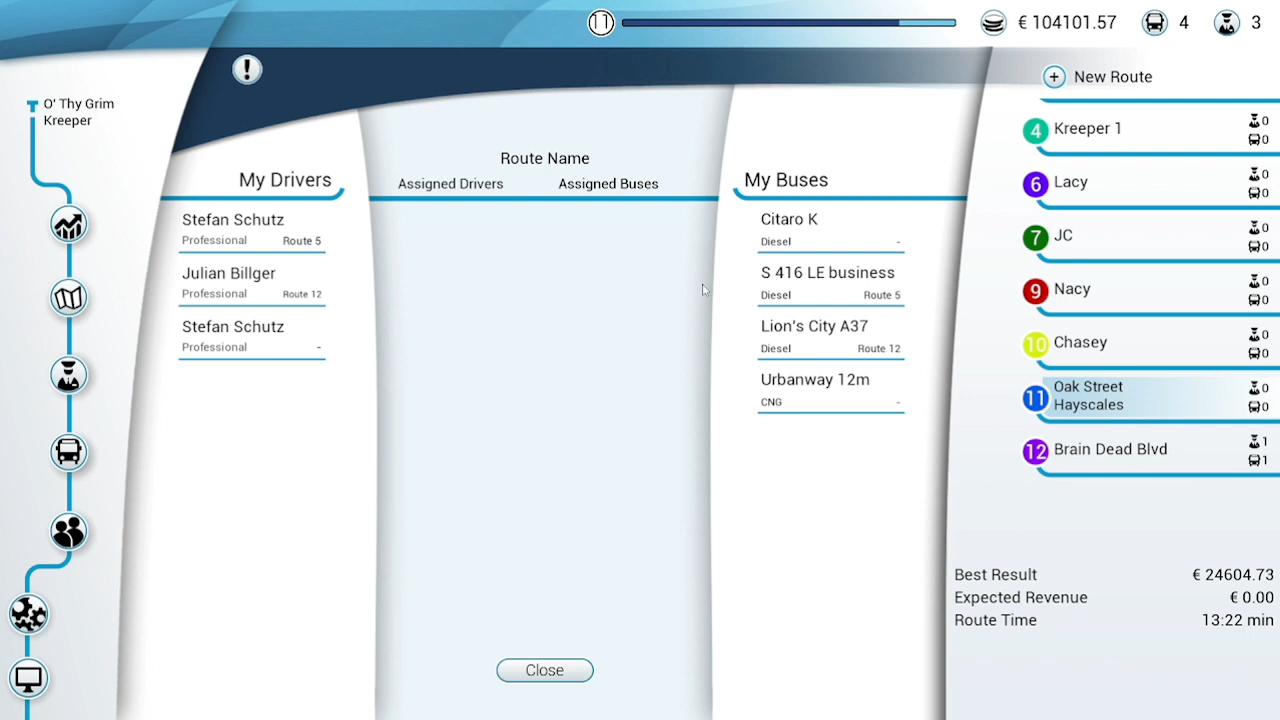 11
€ 104101.57
4
3
New Route
O' Thy Grim
Kreeper
My Drivers
Stefan Schutz
Professional Route 5
Julian Billger
Professional Route 12
Stefan Schutz
Professional -
Route Name
Assigned Drivers Assigned Buses
Close
My Buses
Citaro K
Diesel -
S 416 LE business
Diesel Route 5
Lion's City A37
Diesel Route 12
Urbanway 12m
CNG -
4 Kreeper 1 0
0
6 Lacy 0
0
7 JC 0
0
9 Nacy 0
0
10 Chasey 0
0
11 Oak Street 0
Hayscales 0
12 Brain Dead Blvd 1
1
Best Result € 24604.73
Expected Revenue € 0.00
Route Time 13:22 min